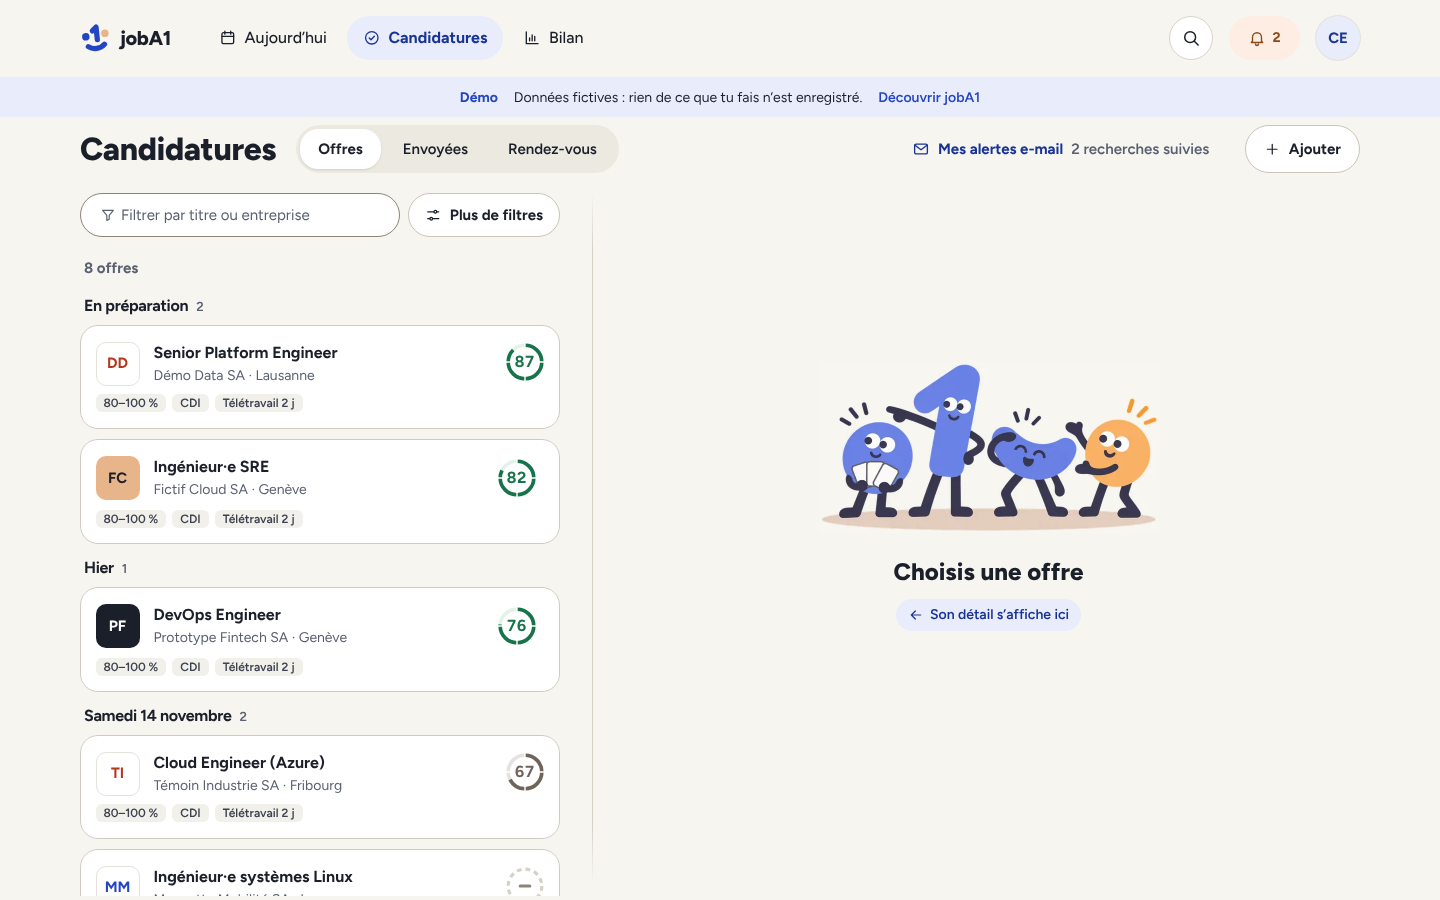 jobA1
Aujourd'hui
Candidatures
Bilan
2
CE
Démo Données fictives : rien de ce que tu fais n'est enregistré. Découvrir jobA1
Candidatures
Offres
Envoyées
Rendez-vous
Mes alertes e-mail 2 recherches suivies
Ajouter
Filtrer par titre ou entreprise
Plus de filtres
8 offres
En préparation 2
DD
Senior Platform Engineer
Démo Data SA · Lausanne
87
80–100 % CDI Télétravail 2 j
FC
Ingénieur·e SRE
Fictif Cloud SA · Genève
82
80–100 % CDI Télétravail 2 j
Hier 1
PF
DevOps Engineer
Prototype Fintech SA · Genève
76
80–100 % CDI Télétravail 2 j
Samedi 14 novembre 2
TI
Cloud Engineer (Azure)
Témoin Industrie SA · Fribourg
67
80–100 % CDI Télétravail 2 j
MM
Ingénieur·e systèmes Linux
Choisis une offre
← Son détail s'affiche ici